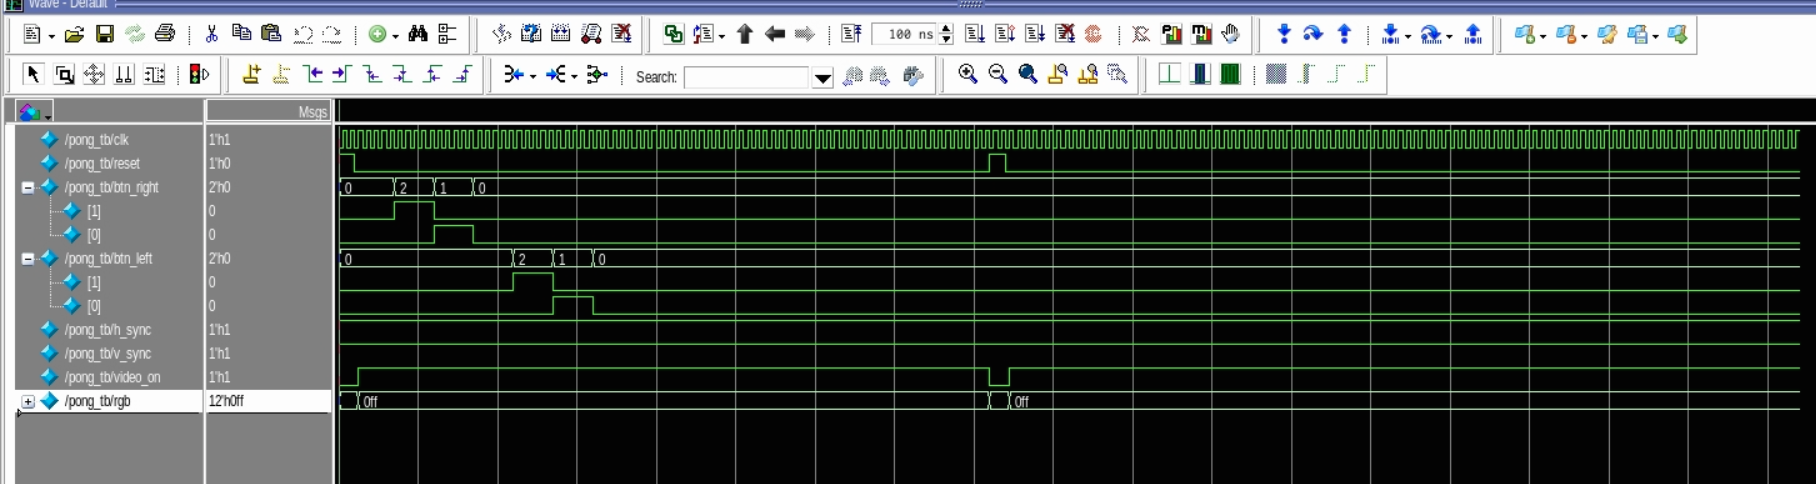 Wave - Default
100 ns
Search:
Msgs
/pong_tb/clk 1'h1
/pong_tb/reset 1'h0
/pong_tb/btn_right 2'h0 0 2 1 0
[1] 0
[0] 0
/pong_tb/btn_left 2'h0 0 2 1 0
[1] 0
[0] 0
/pong_tb/h_sync 1'h1
/pong_tb/v_sync 1'h1
/pong_tb/video_on 1'h1
/pong_tb/rgb 12'h0ff 0ff 0ff